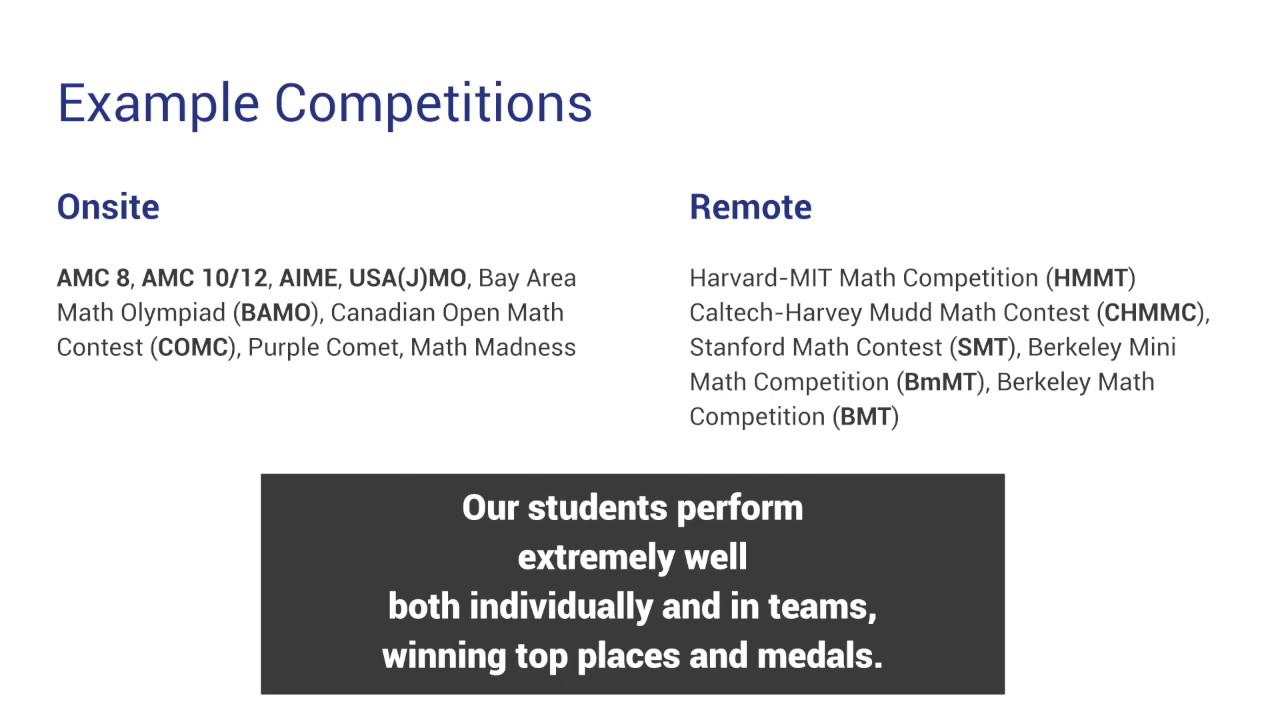 Example Competitions
Onsite
AMC 8, AMC 10/12, AIME, USA(J)MO, Bay Area
Math Olympiad (BAMO), Canadian Open Math
Contest (COMC), Purple Comet, Math Madness
Remote
Harvard-MIT Math Competition (HMMT)
Caltech-Harvey Mudd Math Contest (CHMMC),
Stanford Math Contest (SMT), Berkeley Mini
Math Competition (BmMT), Berkeley Math
Competition (BMT)
Our students perform
extremely well
both individually and in teams,
winning top places and medals.